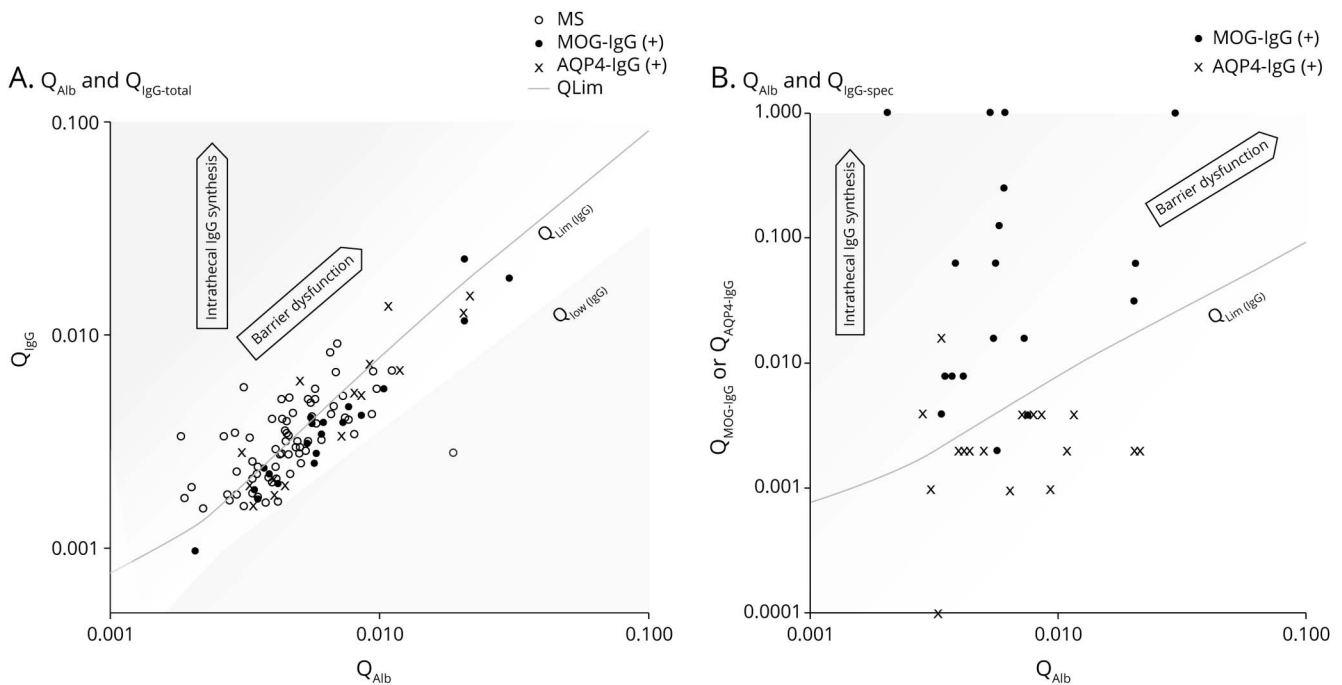 MS
MOG-IgG (+)
AQP4-IgG (+)
QLim
A. QAlb and QIgG-total
0.100
0.010
0.001
QIgG
Intrathecal IgG synthesis
Barrier dysfunction
QLim (IgG)
Qlow (IgG)
0.001
0.010
0.100
QAlb
MOG-IgG (+)
AQP4-IgG (+)
B. QAlb and QIgG-spec
1.000
0.100
0.010
0.001
0.0001
QMOG-IgG or QAQP4-IgG
Intrathecal IgG synthesis
Barrier dysfunction
QLim (IgG)
0.001
0.010
0.100
QAlb